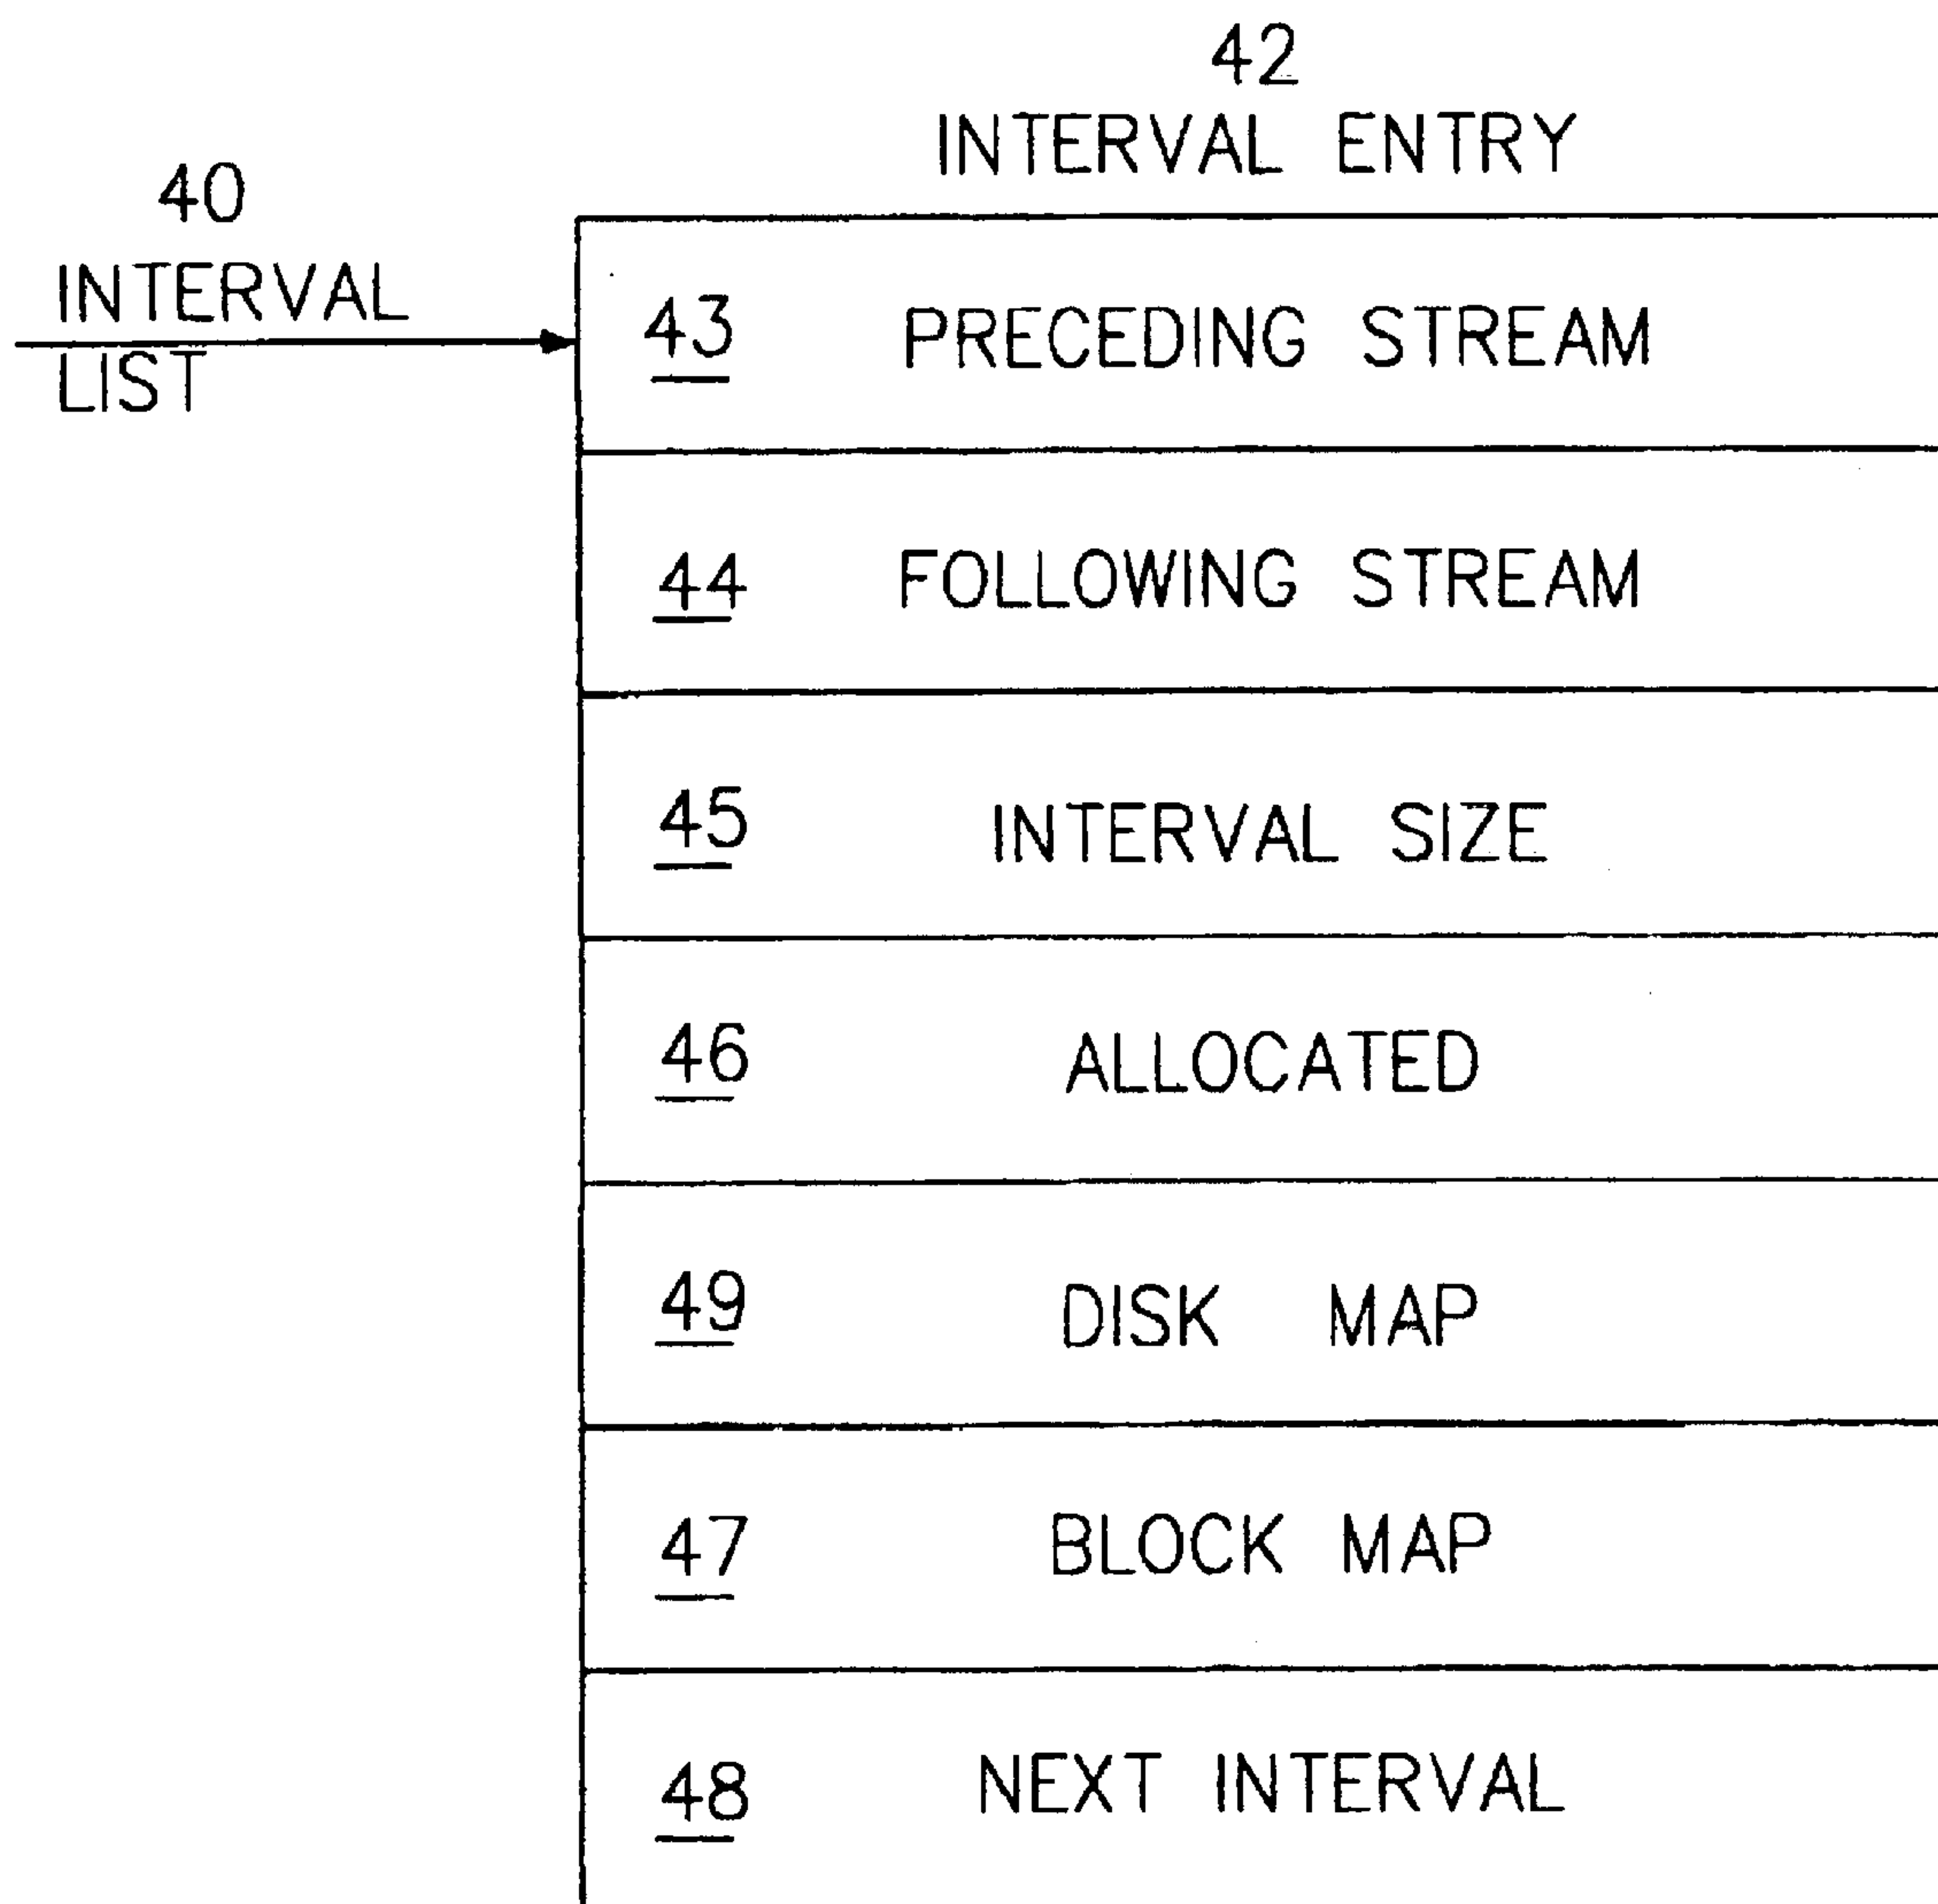 42
INTERVAL ENTRY
40
INTERVAL
LIST
43 PRECEDING STREAM
44 FOLLOWING STREAM
45 INTERVAL SIZE
46 ALLOCATED
49 DISK MAP
47 BLOCK MAP
48 NEXT INTERVAL